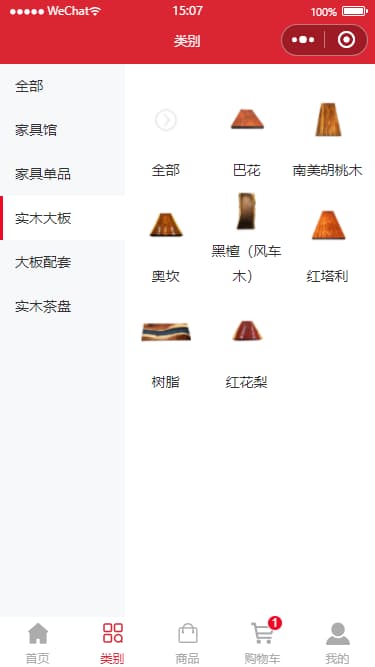 ●●●●● WeChat 15:07 100%
类别
全部
家具馆
家具单品
实木大板
大板配套
实木茶盘
全部 巴花 南美胡桃木
奥坎 黑檀（风车木） 红塔利
树脂 红花梨
1
首页 类别 商品 购物车 我的